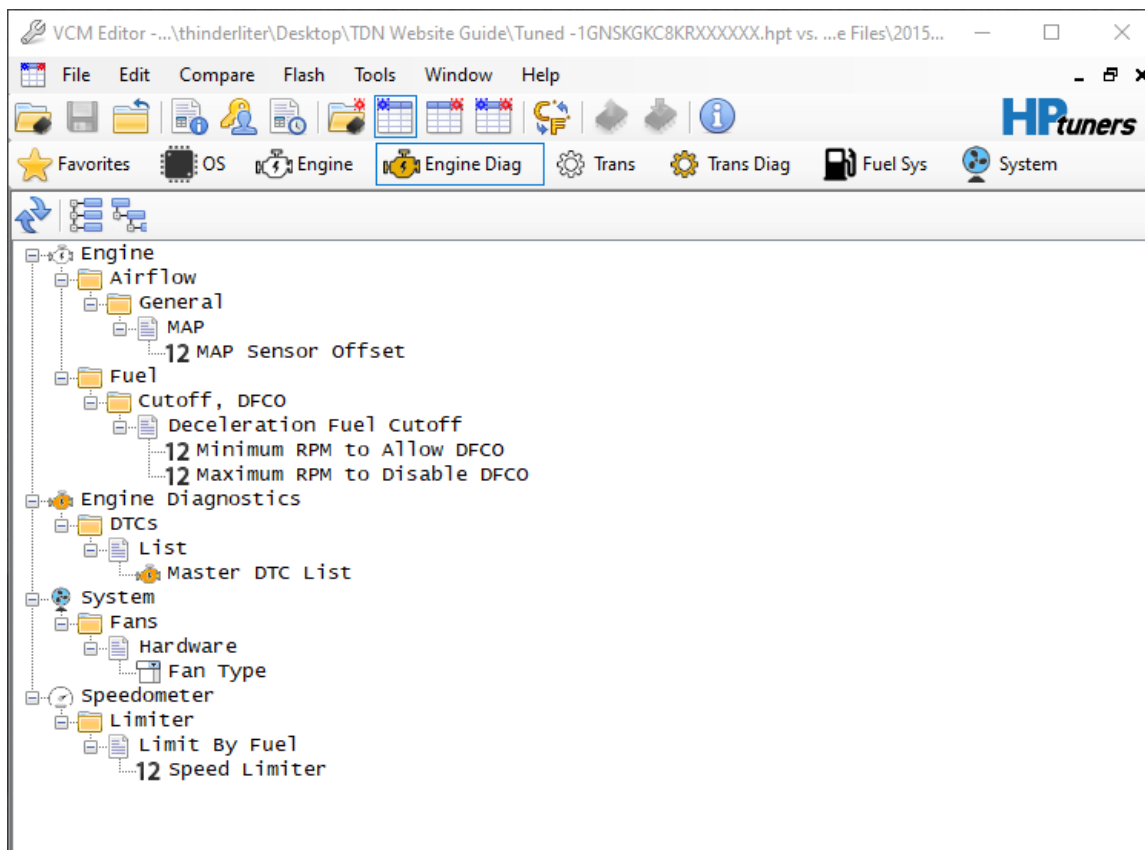 VCM Editor -...\thinderliter\Desktop\TDN Website Guide\Tuned -1GNSKGKC8KRXXXXXX.hpt vs. ...e Files\2015...
File Edit Compare Flash Tools Window Help
HPtuners
Favorites OS Engine Engine Diag Trans Trans Diag Fuel Sys System
Engine
Airflow
General
MAP
12 MAP Sensor Offset
Fuel
Cutoff, DFCO
Deceleration Fuel Cutoff
12 Minimum RPM to Allow DFCO
12 Maximum RPM to Disable DFCO
Engine Diagnostics
DTCs
List
Master DTC List
System
Fans
Hardware
Fan Type
Speedometer
Limiter
Limit By Fuel
12 Speed Limiter